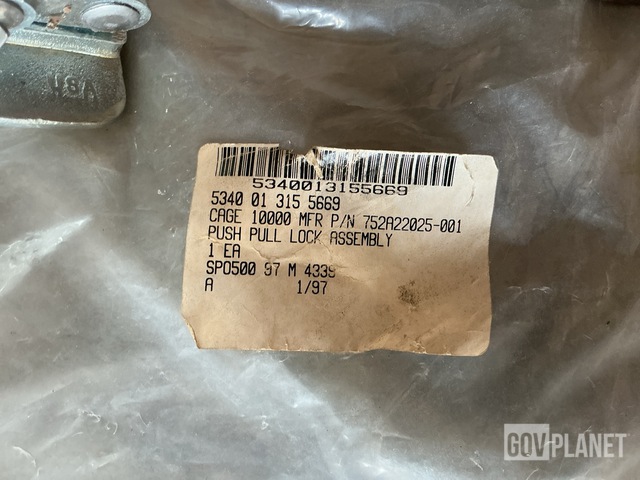 5340013155669
5340 01 315 5669
CAGE 10000 MFR P/N 752A22025-001
PUSH PULL LOCK ASSEMBLY
1 EA
SPO500 97 M 4339
A 1/97
GOVPLANET